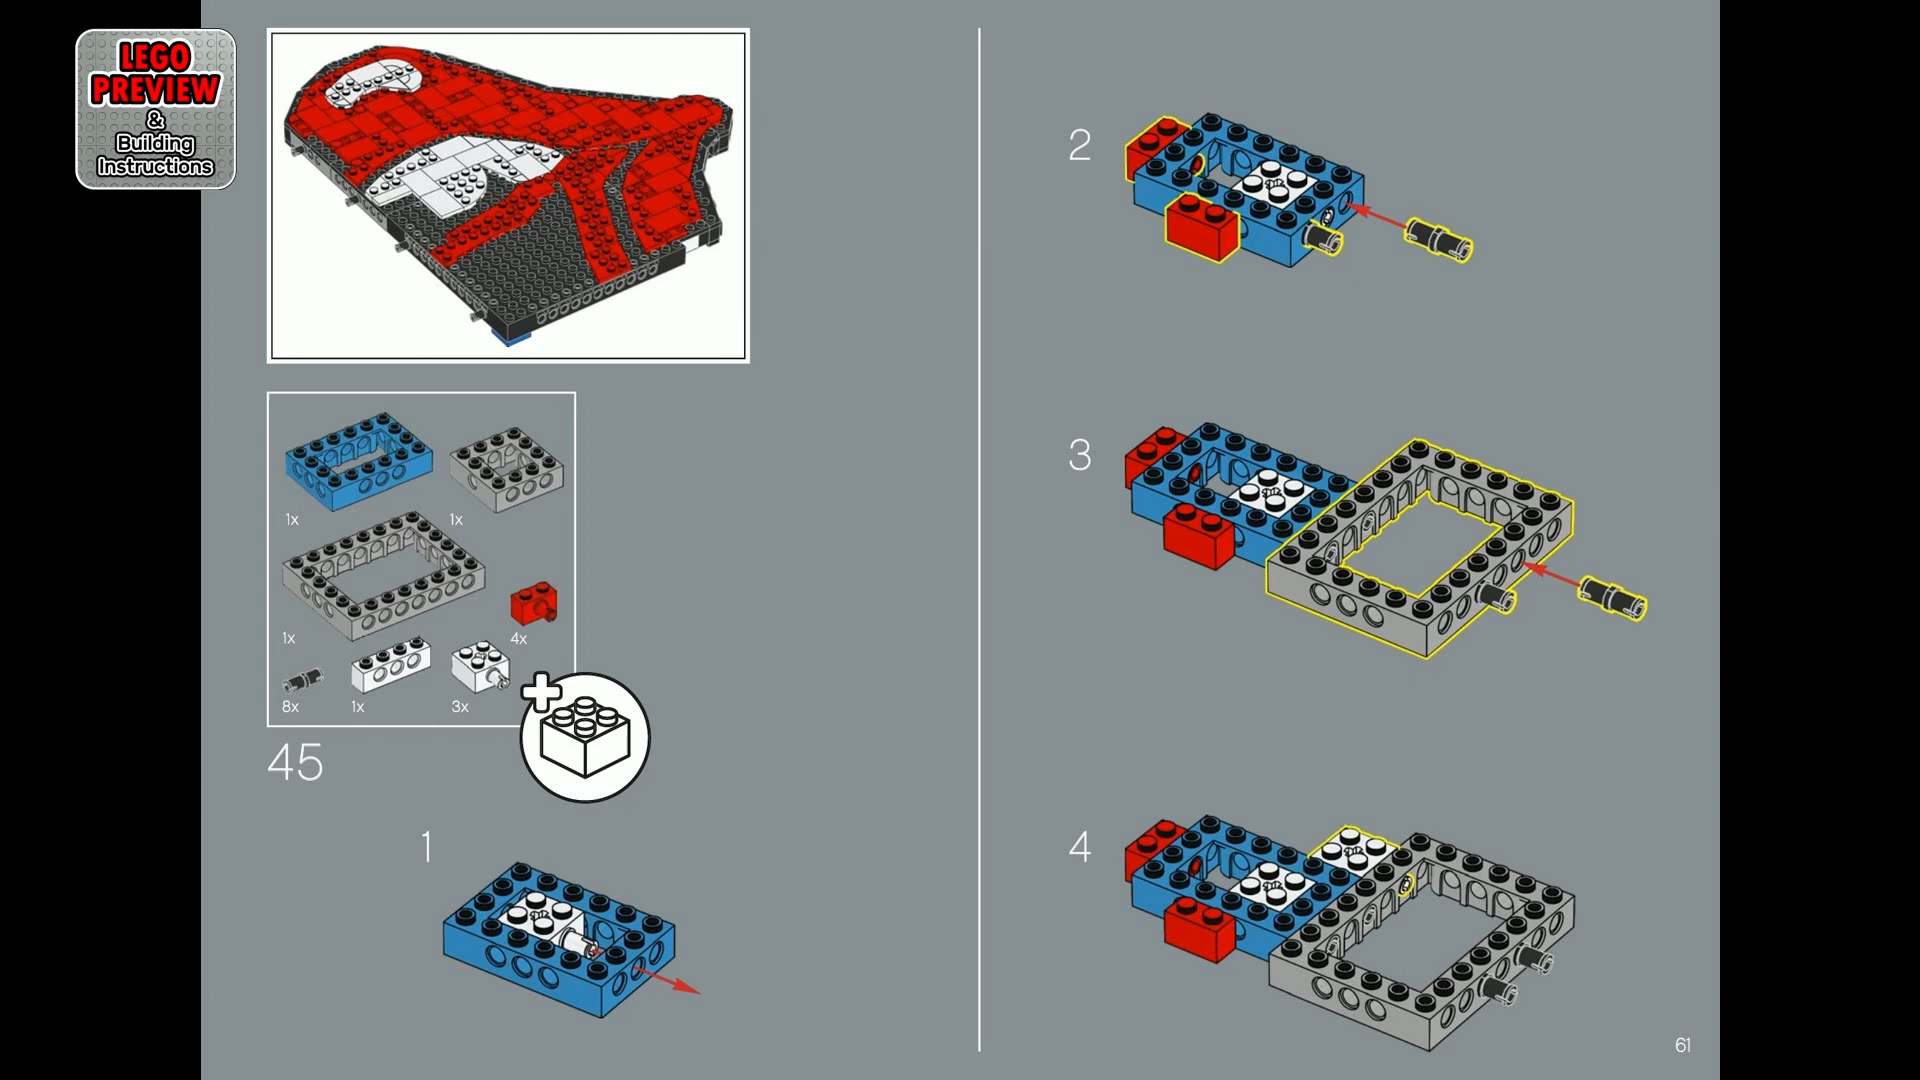 LEGO
PREVIEW
&
Building
Instructions
1x
1x
1x
4x
8x
1x
3x
45
1
2
3
4
61